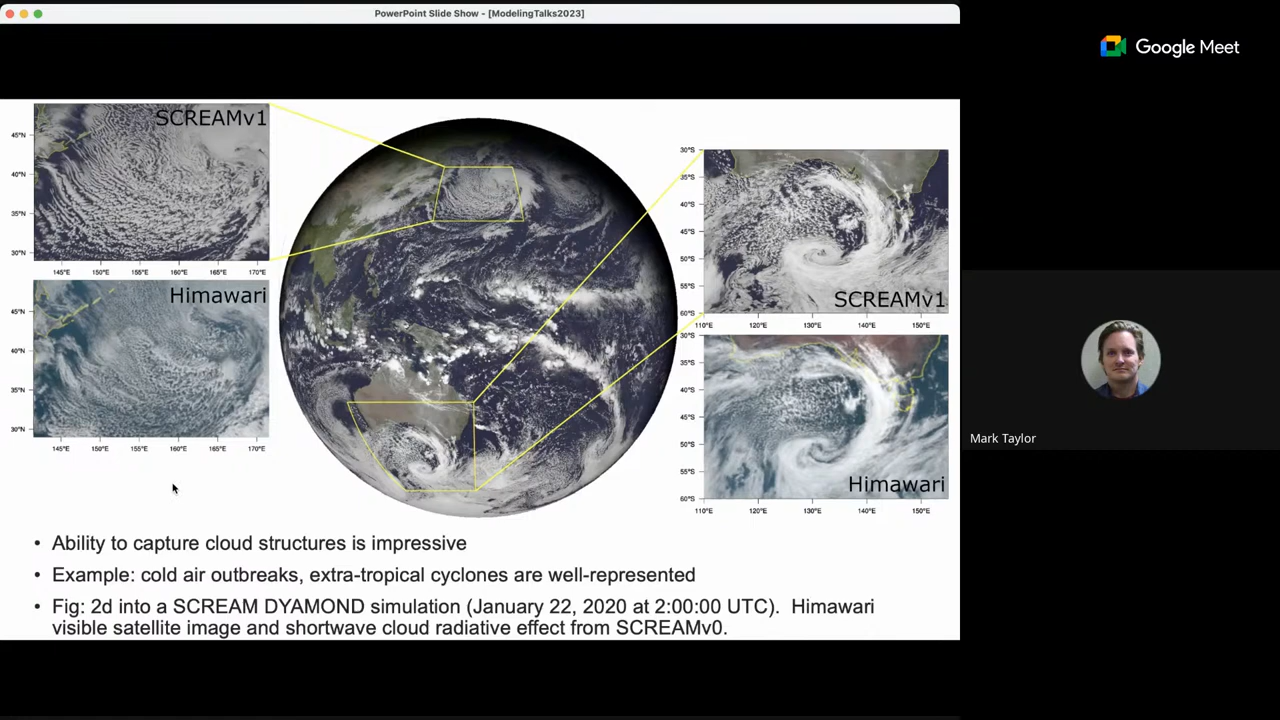 PowerPoint Slide Show - [ModelingTalks2023]
Google Meet
SCREAMv1
45°N
40°N
35°N
30°N
145°E 150°E 155°E 160°E 165°E 170°E
Himawari
45°N
40°N
35°N
30°N
145°E 150°E 155°E 160°E 165°E 170°E
30°S
35°S
40°S
45°S
50°S
55°S
60°S
SCREAMv1
110°E 120°E 130°E 140°E 150°E
30°S
35°S
40°S
45°S
50°S
55°S
60°S
Himawari
110°E 120°E 130°E 140°E 150°E
Mark Taylor
• Ability to capture cloud structures is impressive
• Example: cold air outbreaks, extra-tropical cyclones are well-represented
• Fig: 2d into a SCREAM DYAMOND simulation (January 22, 2020 at 2:00:00 UTC). Himawari
visible satellite image and shortwave cloud radiative effect from SCREAMv0.